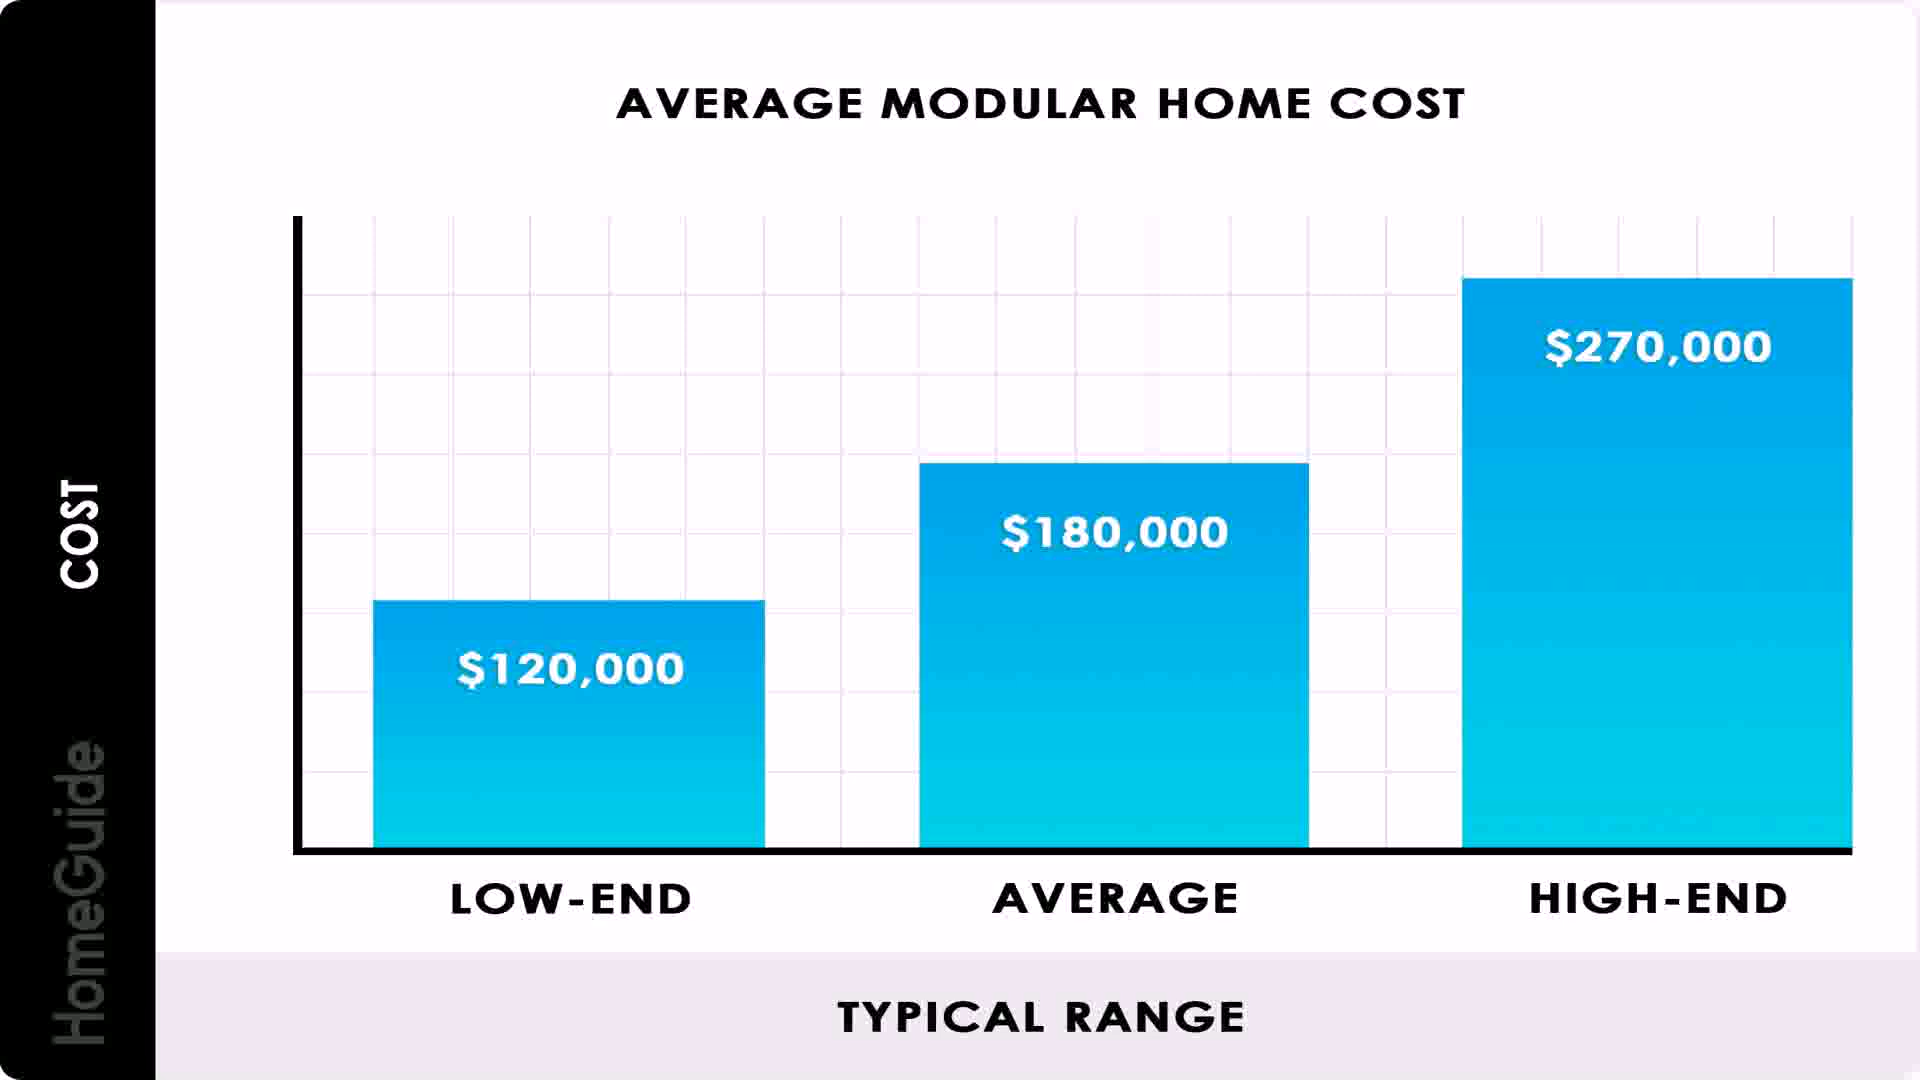 AVERAGE MODULAR HOME COST
COST
$270,000
$180,000
$120,000
LOW-END
AVERAGE
HIGH-END
TYPICAL RANGE
HomeGuide